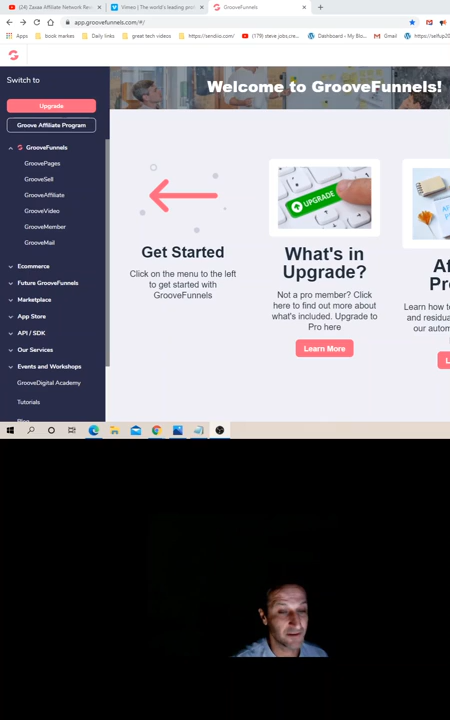 (24) Zaxaa Affiliate Network Rev
Vimeo | The world's leading pro
GrooveFunnels
app.groovefunnels.com/#/
Apps
book markes
Daily links
great tech videos
https://sendiio.com/
(179) steve jobs,cre...
Dashboard ‹ My Blo...
Gmail
https://selfup20
Switch to
Upgrade
Groove Affiliate Program
GrooveFunnels
GroovePages
GrooveSell
GrooveAffiliate
GrooveVideo
GrooveMember
GrooveMail
Ecommerce
Future GrooveFunnels
Marketplace
App Store
API / SDK
Our Services
Events and Workshops
GrooveDigital Academy
Tutorials
Welcome to GrooveFunnels!
Get Started
Click on the menu to the left
to get started with
GrooveFunnels
UPGRADE
What's in
Upgrade?
Not a pro member? Click
here to find out more about
what's included. Upgrade to
Pro here
Learn More
Af
Pr
Learn how t
and residua
our autom
L